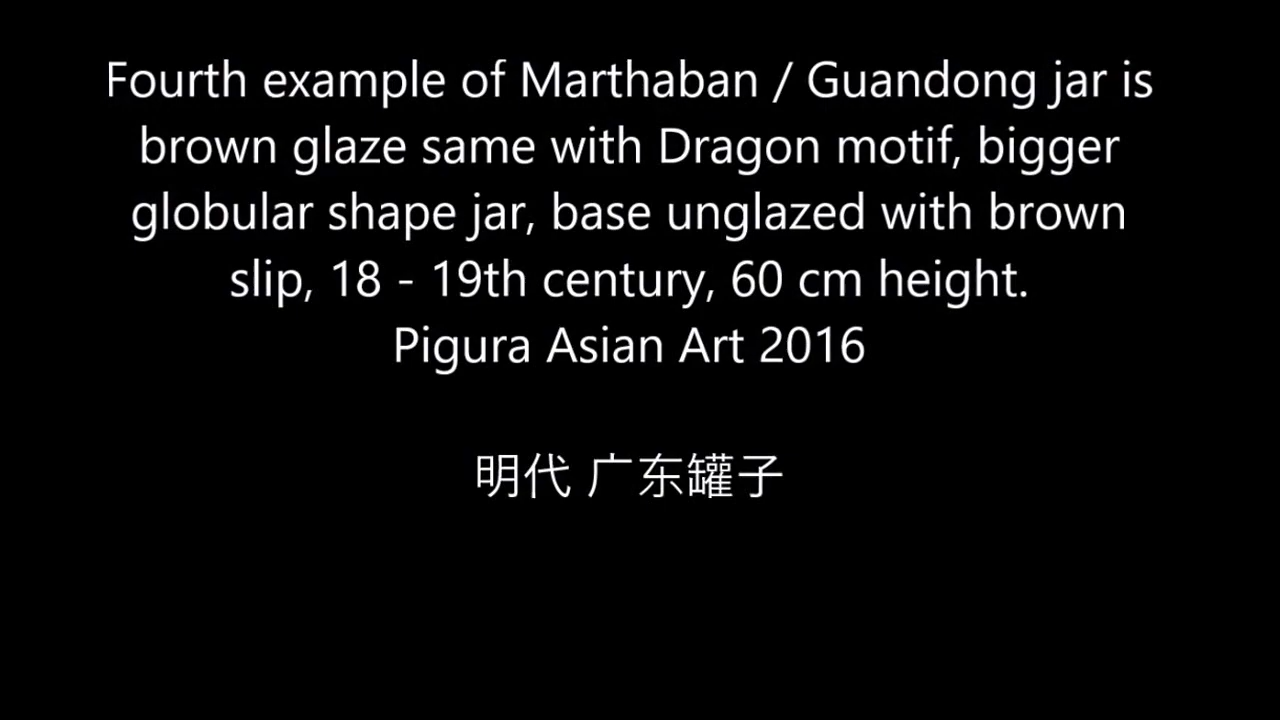 Fourth example of Marthaban / Guandong jar is
brown glaze same with Dragon motif, bigger
globular shape jar, base unglazed with brown
slip, 18 - 19th century, 60 cm height.
Pigura Asian Art 2016
明代 广东罐子